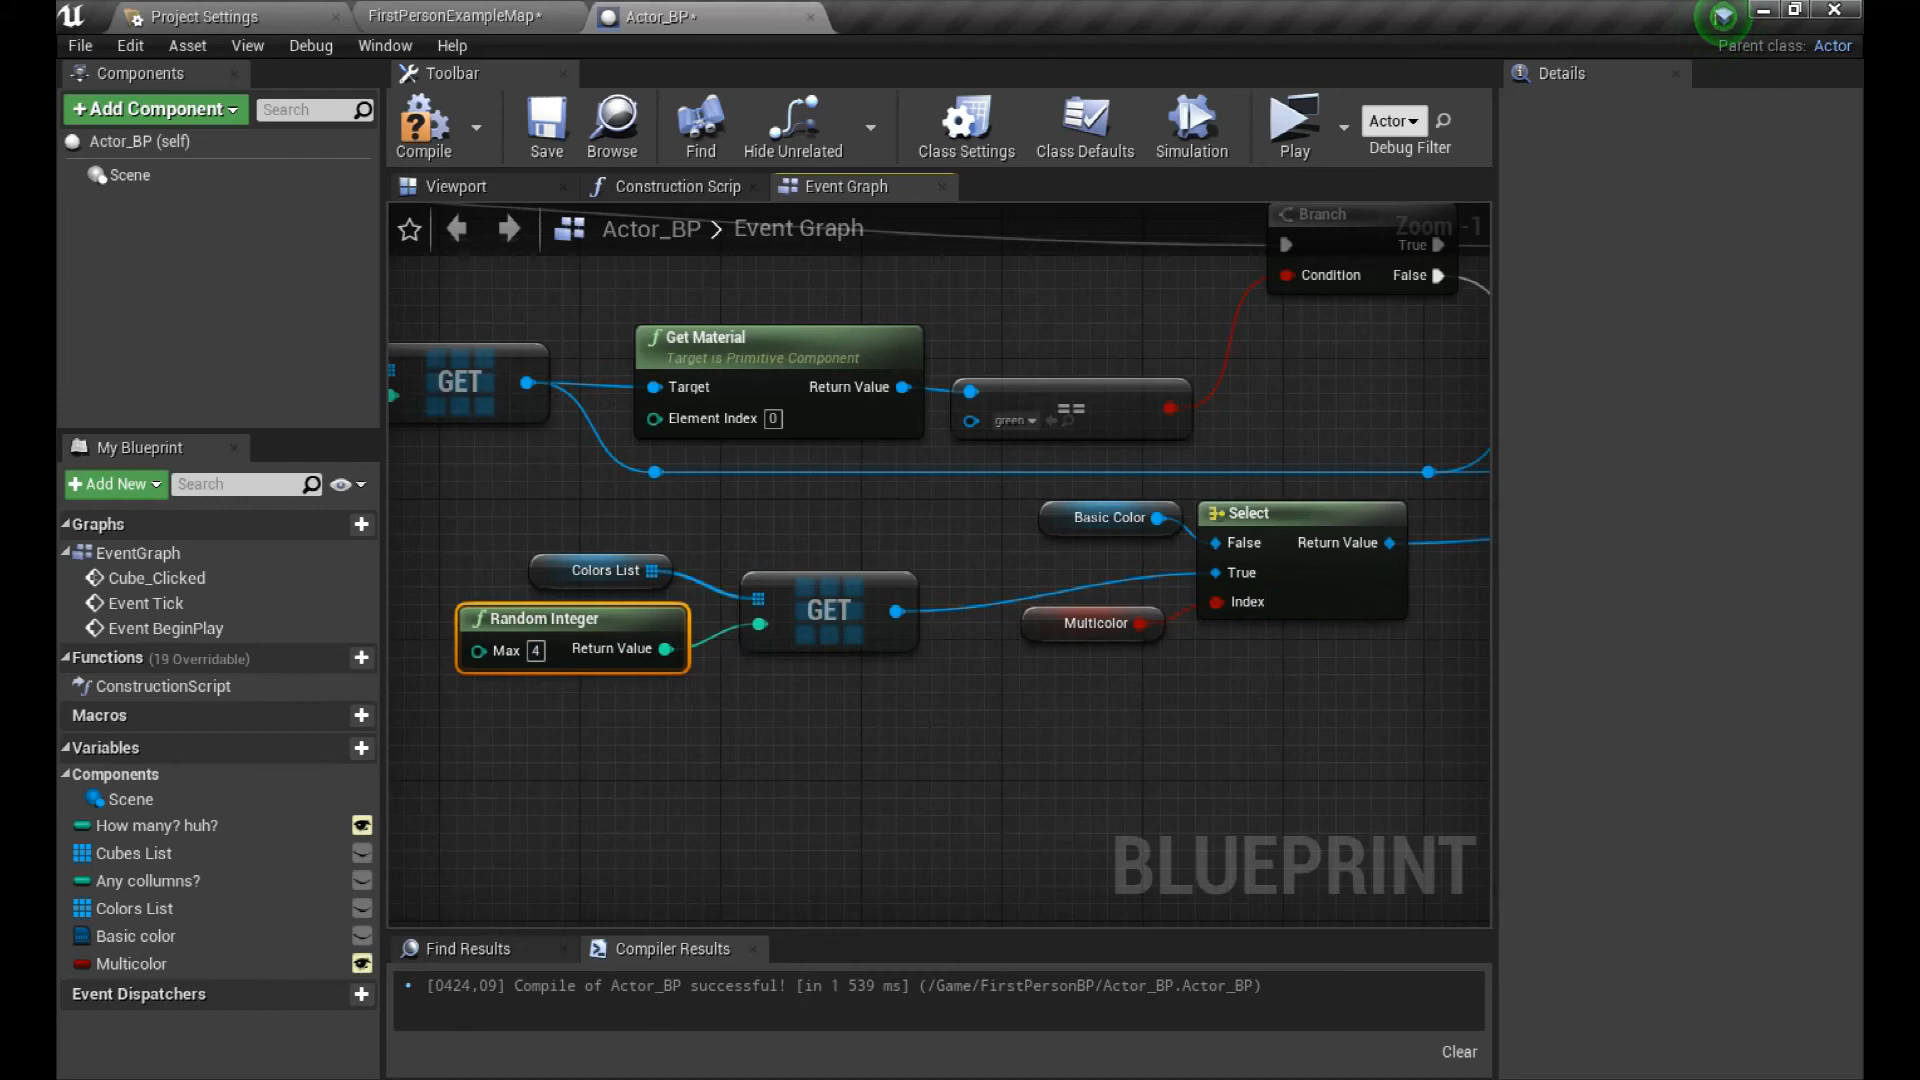 Project Settings
FirstPersonExampleMap*
Actor_BP*
File Edit Asset View Debug Window Help
Parent class: Actor
Components
Toolbar
Details
+Add Component
Search
Actor_BP (self)
Scene
Compile
Save
Browse
Find
Hide Unrelated
Class Settings
Class Defaults
Simulation
Play
Actor
Debug Filter
Viewport
Construction Scrip
Event Graph
Actor_BP > Event Graph
Zoom -1
Branch
True
Condition False
Get Material
Target is Primitive Component
Target Return Value
Element Index 0
GET
==
green
Basic Color
Select
False Return Value
True
Index
Colors List
GET
Random Integer
Max 4 Return Value
Multicolor
BLUEPRINT
My Blueprint
+Add New
Search
Graphs
EventGraph
Cube_Clicked
Event Tick
Event BeginPlay
Functions (19 Overridable)
ConstructionScript
Macros
Variables
Components
Scene
How many? huh?
Cubes List
Any collumns?
Colors List
Basic color
Multicolor
Event Dispatchers
Find Results
Compiler Results
[0424,09] Compile of Actor_BP successful! [in 1 539 ms] (/Game/FirstPersonBP/Actor_BP.Actor_BP)
Clear